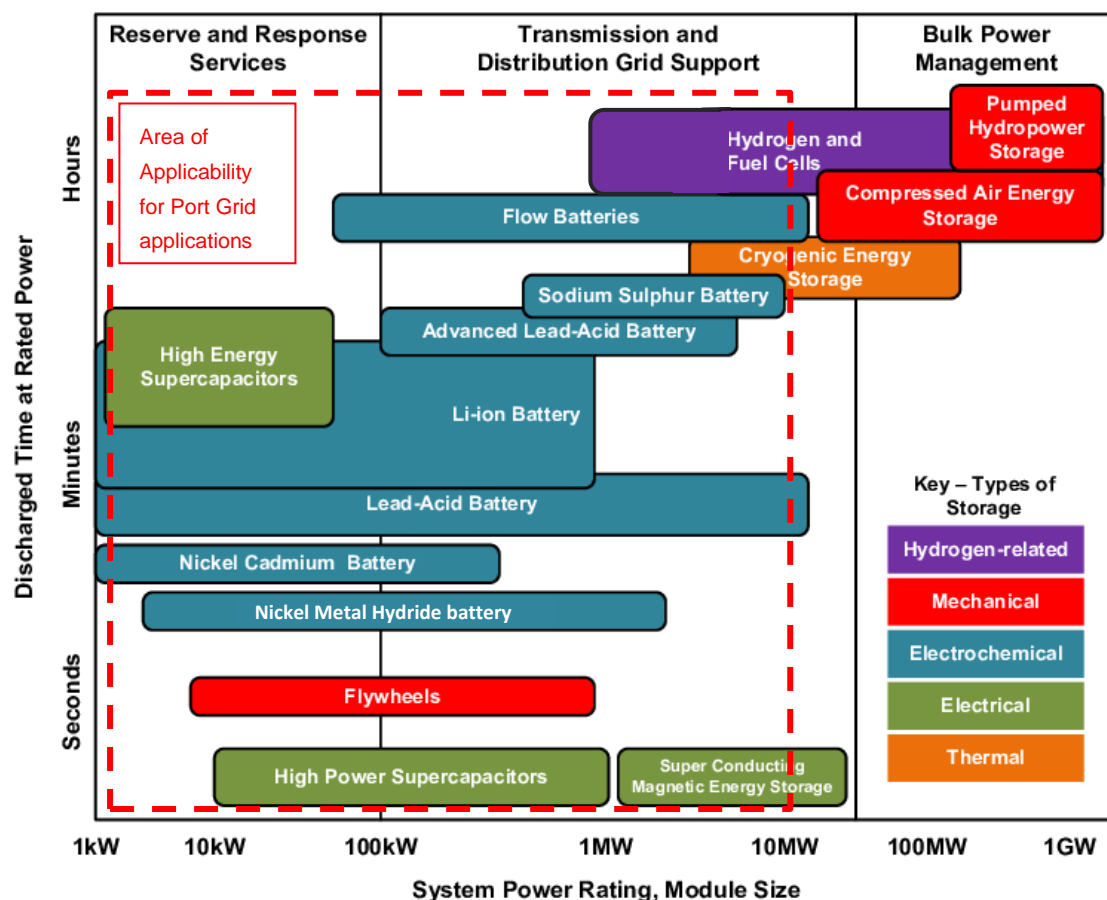 Reserve and Response
Services
Transmission and
Distribution Grid Support
Bulk Power
Management
Area of
Applicability
for Port Grid
applications
Pumped
Hydropower
Storage
Hydrogen and
Fuel Cells
Compressed Air Energy
Storage
Flow Batteries
Cryogenic Energy
Storage
Sodium Sulphur Battery
Advanced Lead-Acid Battery
High Energy
Supercapacitors
Li-ion Battery
Lead-Acid Battery
Nickel Cadmium Battery
Nickel Metal Hydride battery
Flywheels
High Power Supercapacitors
Super Conducting
Magnetic Energy Storage
Discharged Time at Rated Power
Hours
Minutes
Seconds
Key – Types of
Storage
Hydrogen-related
Mechanical
Electrochemical
Electrical
Thermal
1kW 10kW 100kW 1MW 10MW 100MW 1GW
System Power Rating, Module Size